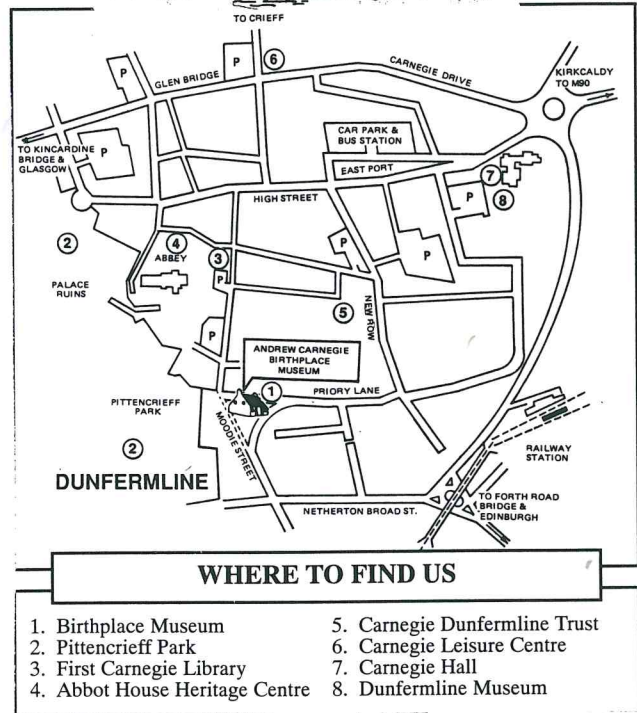 TO CRIEFF
6
P
P
GLEN BRIDGE
CARNEGIE DRIVE
KIRKCALDY
TO M90
TO KINCARDINE
BRIDGE &
GLASGOW
P
CAR PARK &
BUS STATION
EAST PORT
7
P
8
HIGH STREET
2
4
ABBEY
3
P
P
P
PALACE
RUINS
5
NEW ROW
P
ANDREW CARNEGIE
BIRTHPLACE
MUSEUM
1
PRIORY LANE
PITTENCRIEFF
PARK
MOODIE STREET
2
DUNFERMLINE
RAILWAY
STATION
NETHERTON BROAD ST.
TO FORTH ROAD
BRIDGE &
EDINBURGH
WHERE TO FIND US
1. Birthplace Museum
2. Pittencrieff Park
3. First Carnegie Library
4. Abbot House Heritage Centre
5. Carnegie Dunfermline Trust
6. Carnegie Leisure Centre
7. Carnegie Hall
8. Dunfermline Museum